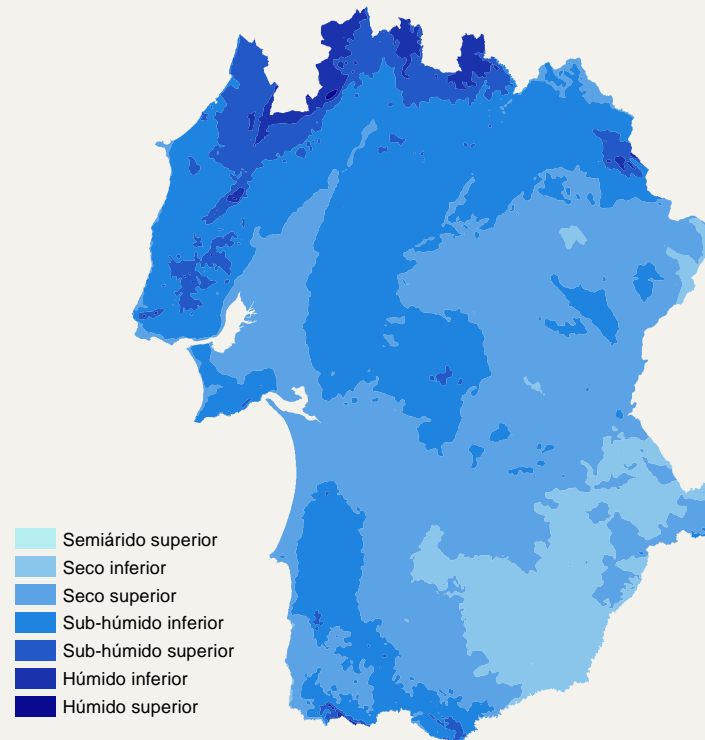 Semiárido superior
Seco inferior
Seco superior
Sub-húmido inferior
Sub-húmido superior
Húmido inferior
Húmido superior